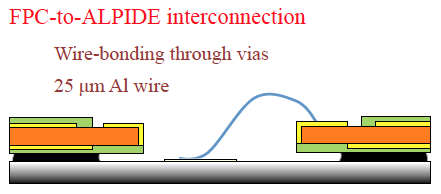 FPC-to-ALPIDE interconnection
Wire-bonding through vias
25 μm Al wire